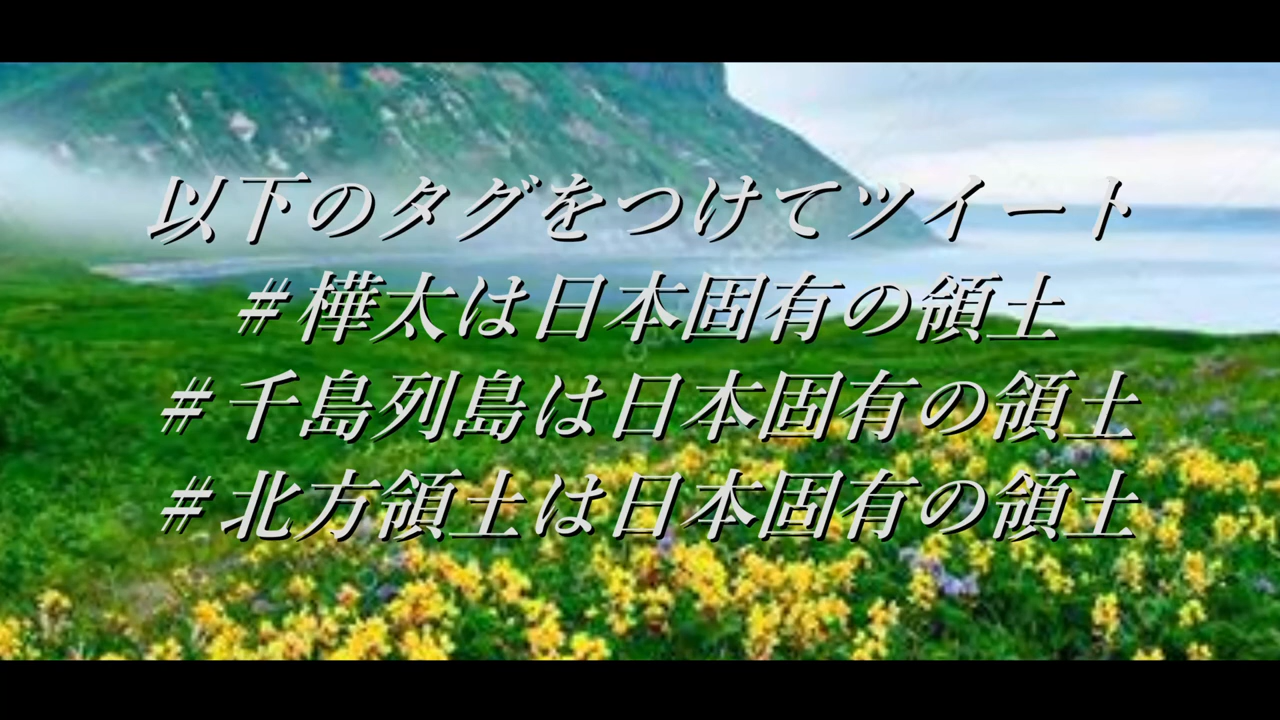 以下のタグをつけてツイート
#樺太は日本固有の領土
#千島列島は日本固有の領土
#北方領土は日本固有の領土